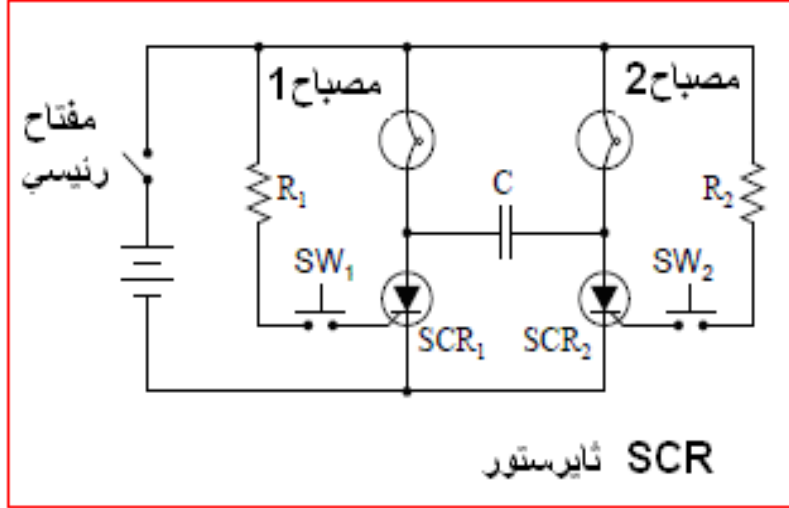 مصباح1
مصباح2
مفتاح
رئيسي
R1
C
R2
SW1
SW2
SCR1
SCR2
ثايرستور SCR